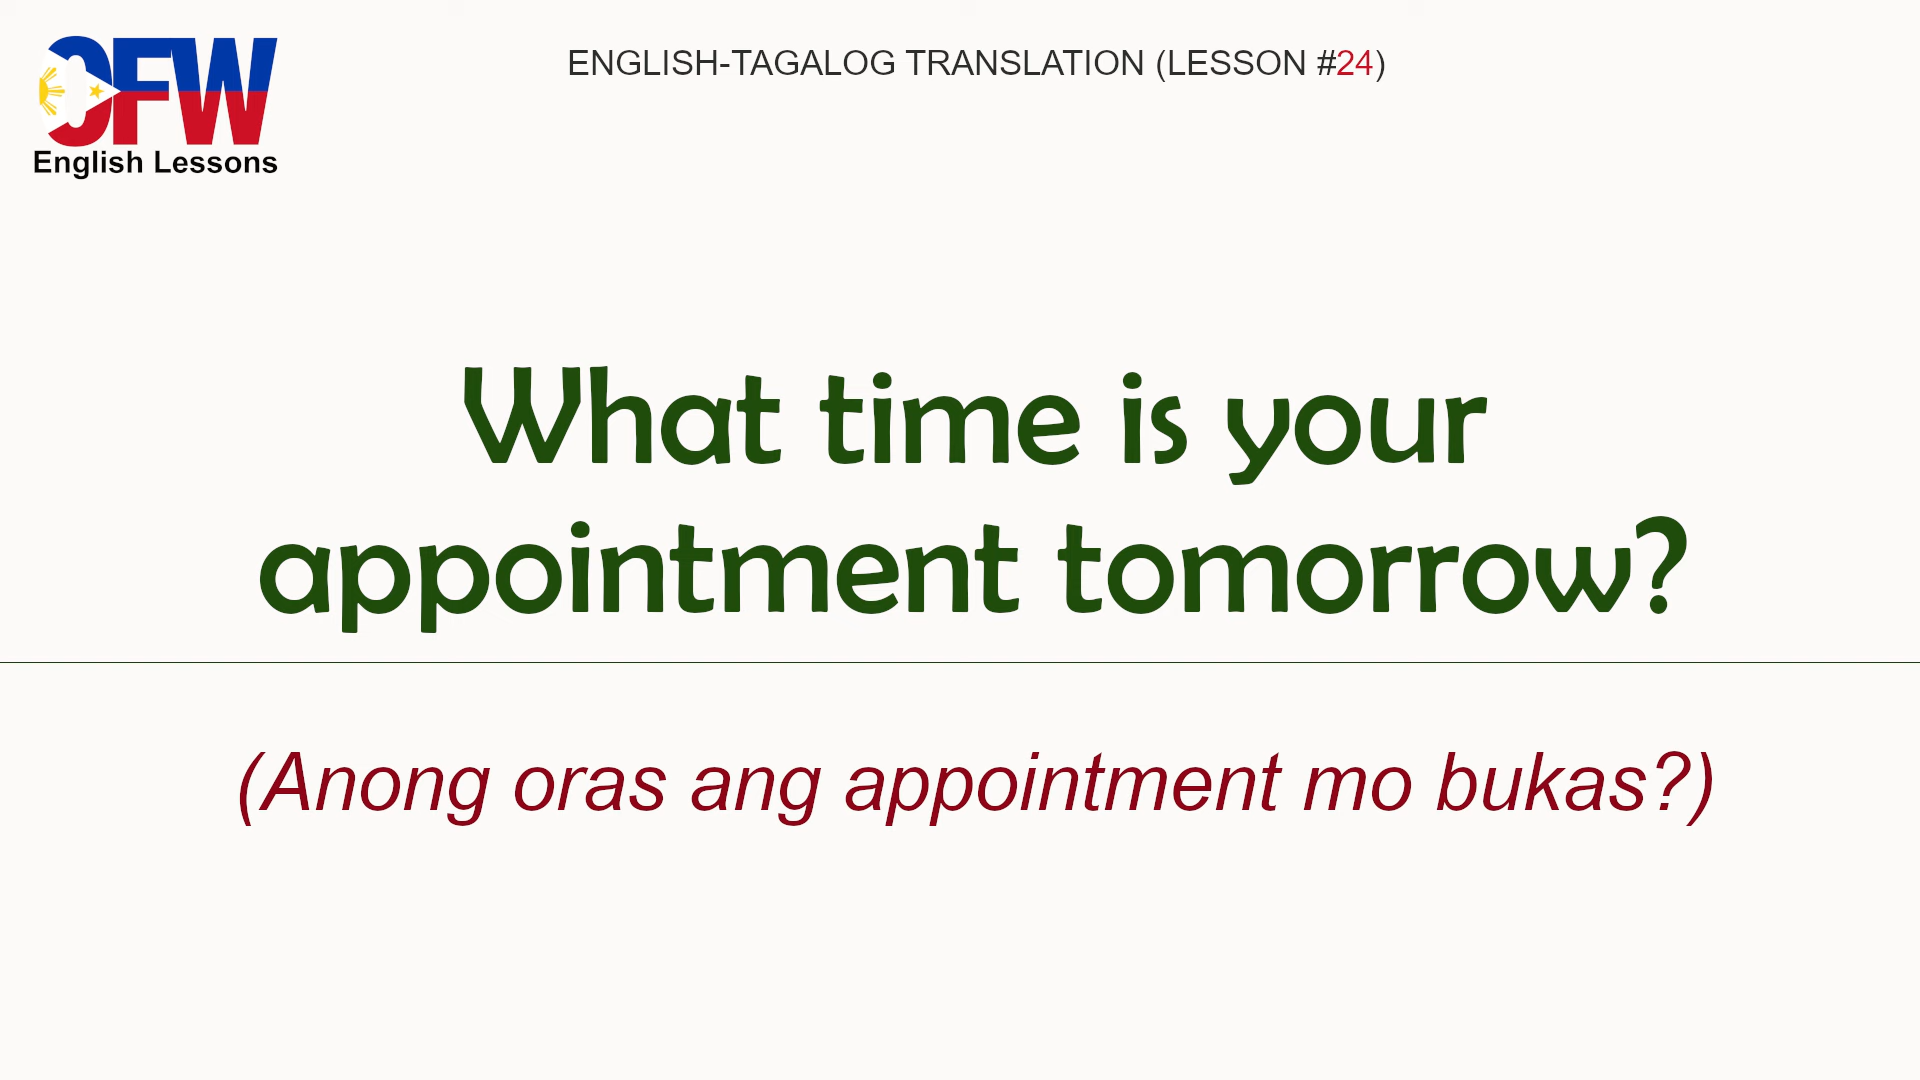 OFW
English Lessons
ENGLISH-TAGALOG TRANSLATION (LESSON #24)
What time is your
appointment tomorrow?
(Anong oras ang appointment mo bukas?)